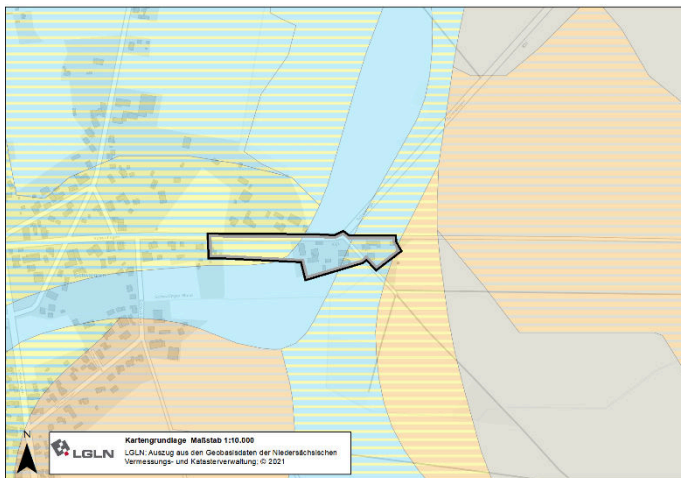 N
LGLN
Kartengrundlage Maßstab 1:10.000
LGLN: Auszug aus den Geobasisdaten der Niedersächsischen
Vermessungs- und Katasterverwaltung; © 2021